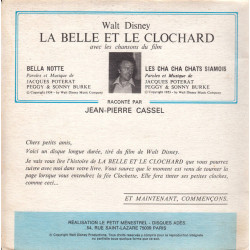 Walt Disney
LA BELLE ET LE CLOCHARD
avec les chansons du film
BELLA NOTTE
Paroles et Musique de
JACQUES POTERAT
PEGGY & SONNY BURKE
LES CHA CHA CHATS SIAMOIS
Paroles et Musique de
JACQUES POTERAT
PEGGY & SONNY BURKE
RACONTÉ PAR
JEAN-PIERRE CASSEL
Chers petits amis,
Voici un disque longue durée, tiré du film de Walt Disney.
Je vais vous lire l'histoire de LA BELLE ET LE CLOCHARD que vous pourrez
suivre avec moi dans votre livre. Vous saurez que le moment est venu de tourner la
page lorsque vous entendrez la fée Clochette. Elle fera tinter ses petites cloches,
comme ceci...
ET MAINTENANT, COMMENÇONS.
RÉALISATION LE PETIT MÉNESTREL - DISQUES ADÈS
54, RUE SAINT-LAZARE 75009 PARIS